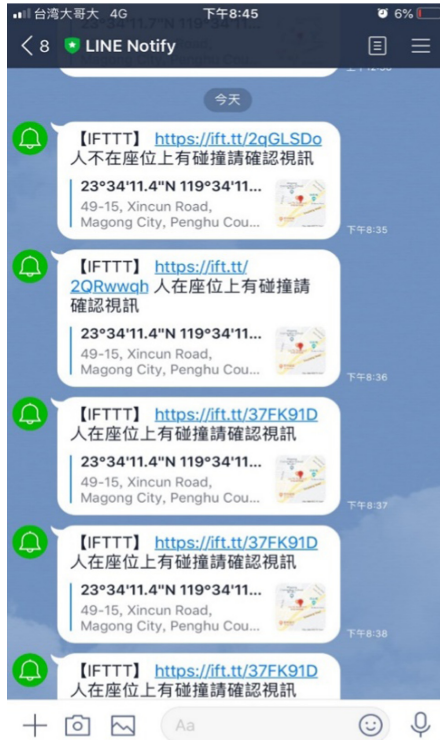 台湾大哥大 4G 下午8:45 6%
8 LINE Notify
今天
【IFTTT】 https://ift.tt/2qGLSDo
人不在座位上有碰撞請確認視訊
23°34'11.4"N 119°34'11...
49-15, Xincun Road,
Magong City, Penghu Cou...
下午8:35
【IFTTT】 https://ift.tt/
2QRwwqh 人在座位上有碰撞請
確認視訊
23°34'11.4"N 119°34'11...
49-15, Xincun Road,
Magong City, Penghu Cou...
下午8:36
【IFTTT】 https://ift.tt/37FK91D
人在座位上有碰撞請確認視訊
23°34'11.4"N 119°34'11...
49-15, Xincun Road,
Magong City, Penghu Cou...
下午8:37
【IFTTT】 https://ift.tt/37FK91D
人在座位上有碰撞請確認視訊
23°34'11.4"N 119°34'11...
49-15, Xincun Road,
Magong City, Penghu Cou...
下午8:38
【IFTTT】 https://ift.tt/37FK91D
人在座位上有碰撞請確認視訊
Aa